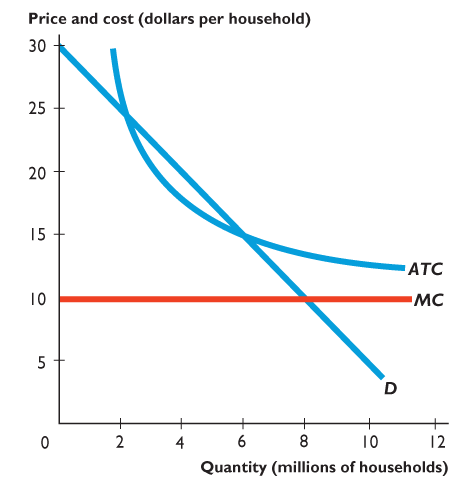 Price and cost (dollars per household)
30
25
20
15
10
5
ATC
MC
D
0 2 4 6 8 10 12
Quantity (millions of households)